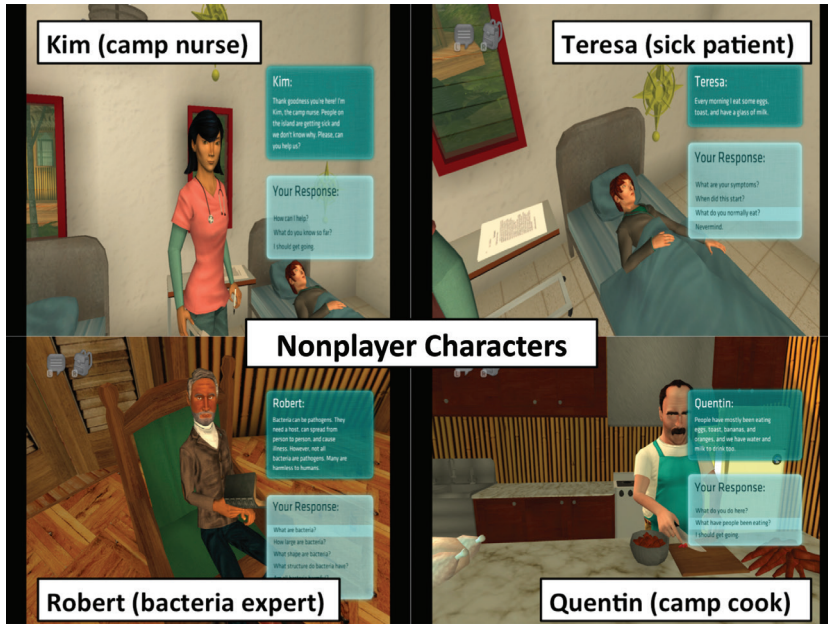 Kim (camp nurse)
Kim:
Thank goodness you're here! I'm
Kim, the camp nurse. People on
the island are getting sick and
we don't know why. Please, can
you help us?
Your Response:
How can I help?
What do you know so far?
I should get going.
Teresa (sick patient)
Teresa:
Every morning I eat some eggs,
toast, and have a glass of milk.
Your Response:
What are your symptoms?
When did this start?
What do you normally eat?
Nevermind.
Nonplayer Characters
Robert:
Bacteria can be pathogens. They
need a host, can spread from
person to person, and cause
illness. However, not all
bacteria are pathogens. Many are
harmless to humans.
Your Response:
What are bacteria?
How large are bacteria?
What shape are bacteria?
What structure do bacteria have?
Robert (bacteria expert)
Quentin:
People have mostly been eating
eggs, toast, bananas, and
oranges, and we have water and
milk to drink too.
Your Response:
What do you do here?
What have people been eating?
I should get going.
Quentin (camp cook)